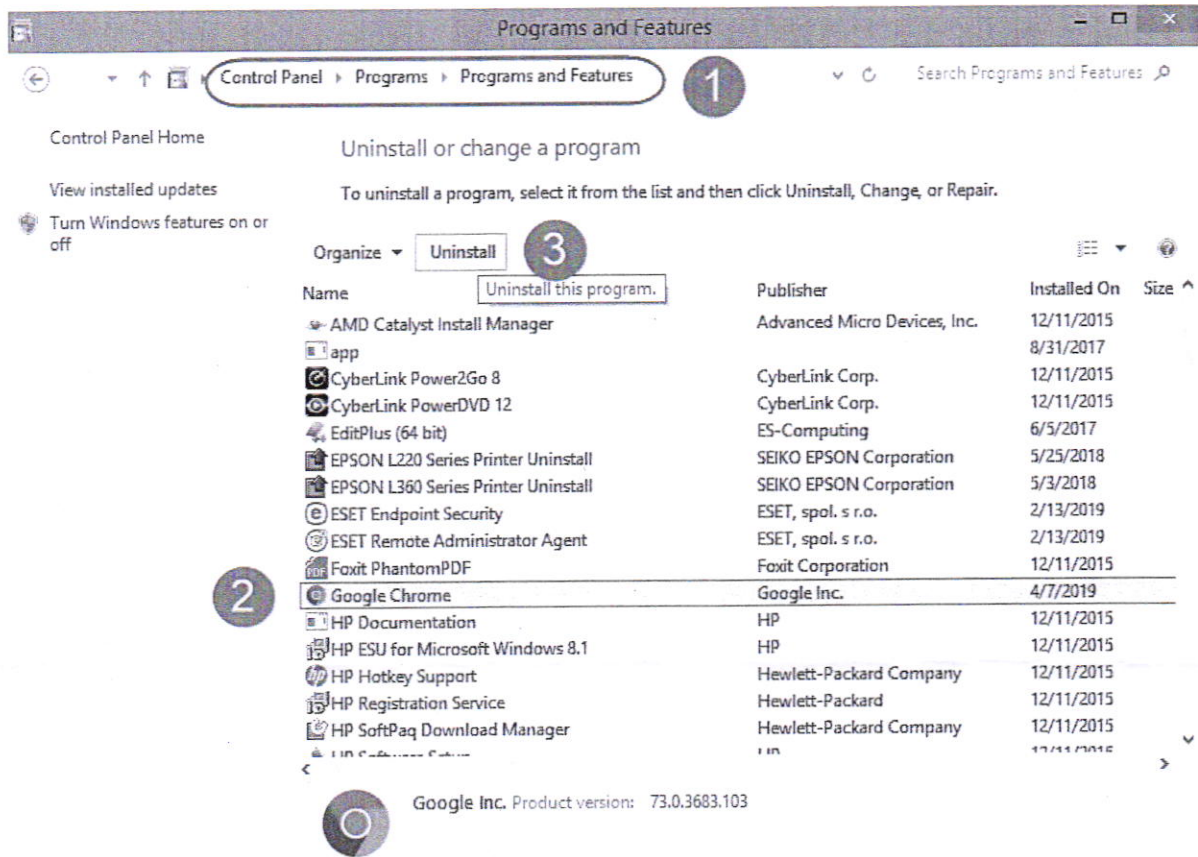 Programs and Features
Control Panel ▸ Programs ▸ Programs and Features
1
Search Programs and Features
Control Panel Home
View installed updates
Turn Windows features on or
off
Uninstall or change a program
To uninstall a program, select it from the list and then click Uninstall, Change, or Repair.
Organize Uninstall 3
Uninstall this program.
Name Publisher Installed On Size
AMD Catalyst Install Manager Advanced Micro Devices, Inc. 12/11/2015
app 8/31/2017
CyberLink Power2Go 8 CyberLink Corp. 12/11/2015
CyberLink PowerDVD 12 CyberLink Corp. 12/11/2015
EditPlus (64 bit) ES-Computing 6/5/2017
EPSON L220 Series Printer Uninstall SEIKO EPSON Corporation 5/25/2018
EPSON L360 Series Printer Uninstall SEIKO EPSON Corporation 5/3/2018
ESET Endpoint Security ESET, spol. s r.o. 2/13/2019
ESET Remote Administrator Agent ESET, spol. s r.o. 2/13/2019
Foxit PhantomPDF Foxit Corporation 12/11/2015
2 Google Chrome Google Inc. 4/7/2019
HP Documentation HP 12/11/2015
HP ESU for Microsoft Windows 8.1 HP 12/11/2015
HP Hotkey Support Hewlett-Packard Company 12/11/2015
HP Registration Service Hewlett-Packard 12/11/2015
HP SoftPaq Download Manager Hewlett-Packard Company 12/11/2015
Google Inc. Product version: 73.0.3683.103